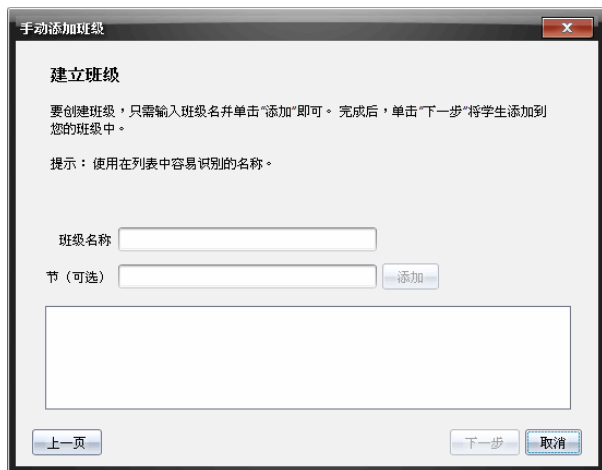 手动添加班级
建立班级
要创建班级，只需输入班级名并单击“添加”即可。 完成后，单击“下一步”将学生添加到
您的班级中。
提示： 使用在列表中容易识别的名称。
班级名称
节（可选）
添加
上一页
下一步
取消